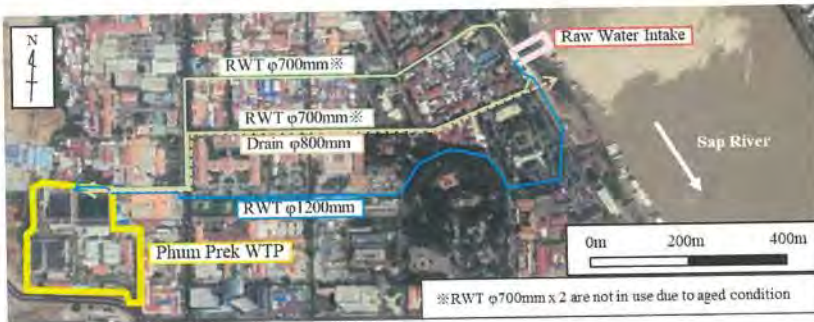 N
Raw Water Intake
RWT φ700mm※
RWT φ700mm※
Drain φ800mm
Sap River
RWT φ1200mm
Phum Prek WTP
0m 200m 400m
※RWT φ700mm x 2 are not in use due to aged condition